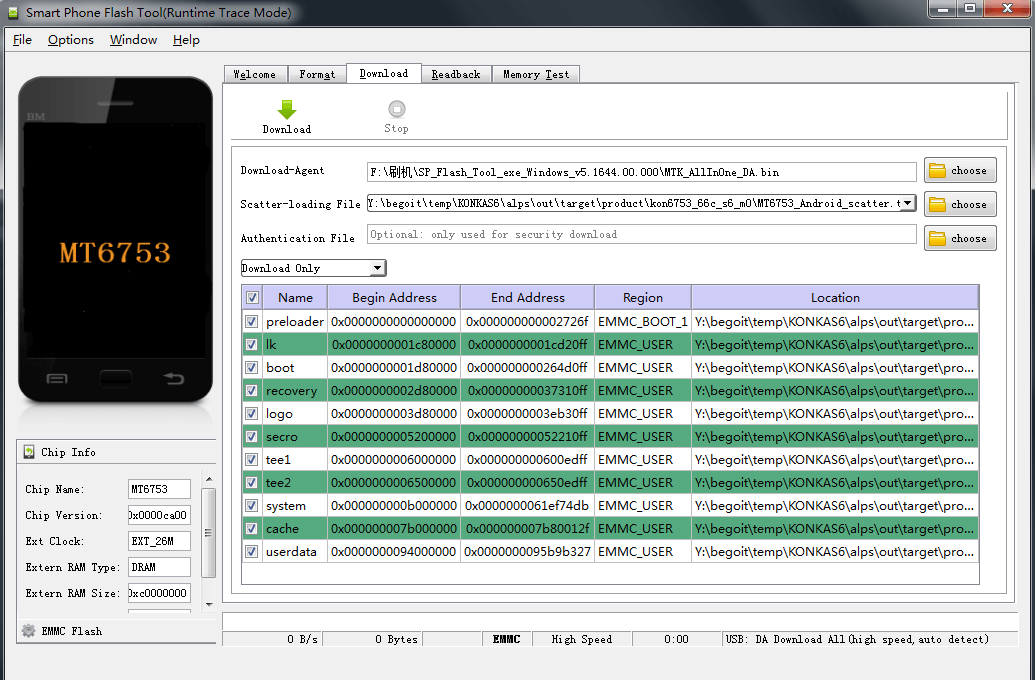 Smart Phone Flash Tool(Runtime Trace Mode)
File Options Window Help
Welcome Format Download Readback Memory Test
Download Stop
BM
MT6753
Download-Agent F:\刷机\SP_Flash_Tool_exe_Windows_v5.1644.00.000\MTK_AllInOne_DA.bin choose
Scatter-loading File Y:\begoit\temp\KONKAS6\alps\out\target\product\kon6753_66c_s6_m0\MT6753_Android_scatter.t choose
Authentication File Optional: only used for security download choose
Download Only
Name Begin Address End Address Region Location
preloader 0x0000000000000000 0x000000000002726f EMMC_BOOT_1 Y:\begoit\temp\KONKAS6\alps\out\target\pro...
lk 0x0000000001c80000 0x0000000001cd20ff EMMC_USER Y:\begoit\temp\KONKAS6\alps\out\target\pro...
boot 0x0000000001d80000 0x000000000264d0ff EMMC_USER Y:\begoit\temp\KONKAS6\alps\out\target\pro...
recovery 0x0000000002d80000 0x00000000037310ff EMMC_USER Y:\begoit\temp\KONKAS6\alps\out\target\pro...
logo 0x0000000003d80000 0x0000000003eb30ff EMMC_USER Y:\begoit\temp\KONKAS6\alps\out\target\pro...
secro 0x0000000005200000 0x00000000052210ff EMMC_USER Y:\begoit\temp\KONKAS6\alps\out\target\pro...
tee1 0x0000000006000000 0x000000000600edff EMMC_USER Y:\begoit\temp\KONKAS6\alps\out\target\pro...
tee2 0x0000000006500000 0x000000000650edff EMMC_USER Y:\begoit\temp\KONKAS6\alps\out\target\pro...
system 0x000000000b000000 0x0000000061ef74db EMMC_USER Y:\begoit\temp\KONKAS6\alps\out\target\pro...
cache 0x000000007b000000 0x000000007b80012f EMMC_USER Y:\begoit\temp\KONKAS6\alps\out\target\pro...
userdata 0x0000000094000000 0x0000000095b9b327 EMMC_USER Y:\begoit\temp\KONKAS6\alps\out\target\pro...
Chip Info
Chip Name: MT6753
Chip Version: 0x0000ca00
Ext Clock: EXT_26M
Extern RAM Type: DRAM
Extern RAM Size: 0xc0000000
EMMC Flash
0 B/s 0 Bytes EMMC High Speed 0:00 USB: DA Download All(high speed,auto detect)